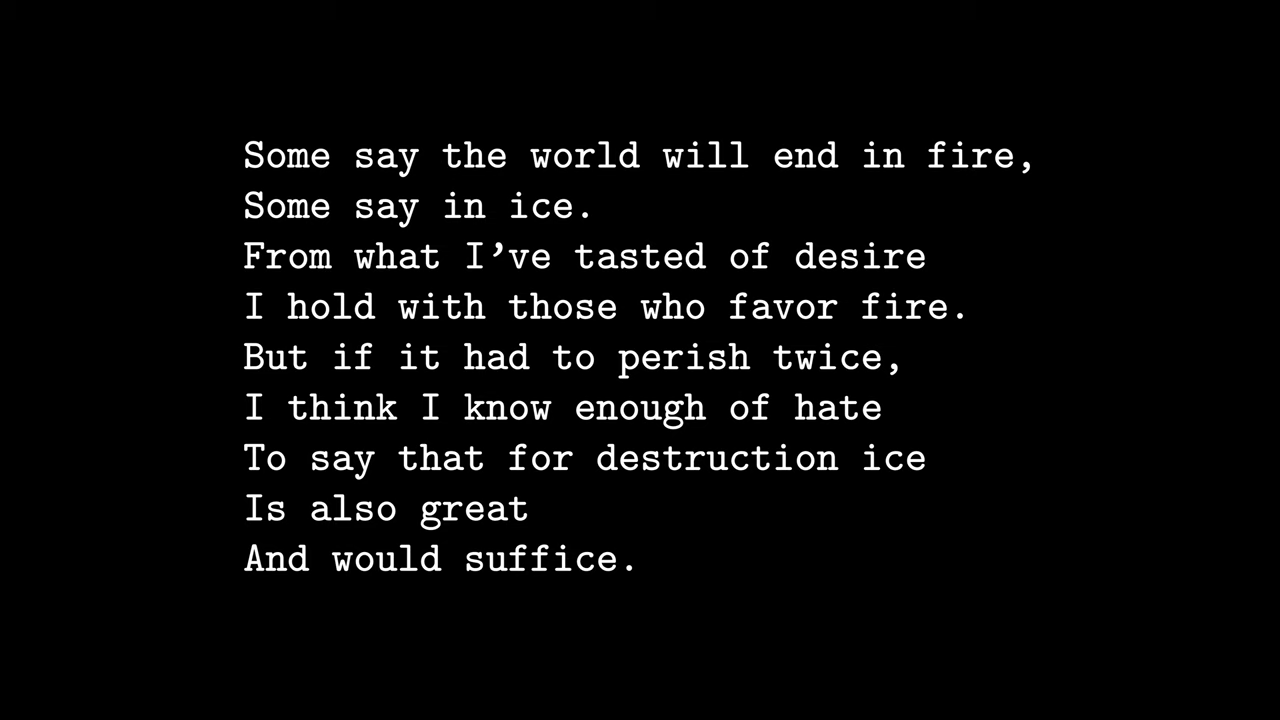 Some say the world will end in fire,
Some say in ice.
From what I’ve tasted of desire
I hold with those who favor fire.
But if it had to perish twice,
I think I know enough of hate
To say that for destruction ice
Is also great
And would suffice.